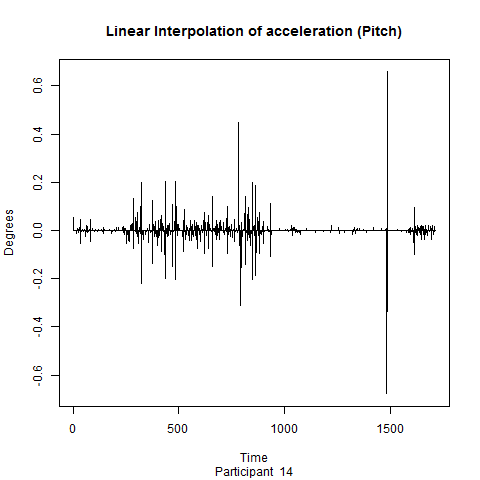 Linear Interpolation of acceleration (Pitch)
Degrees
0.6
0.4
0.2
0.0
-0.2
-0.4
-0.6
0 500 1000 1500
Time
Participant 14